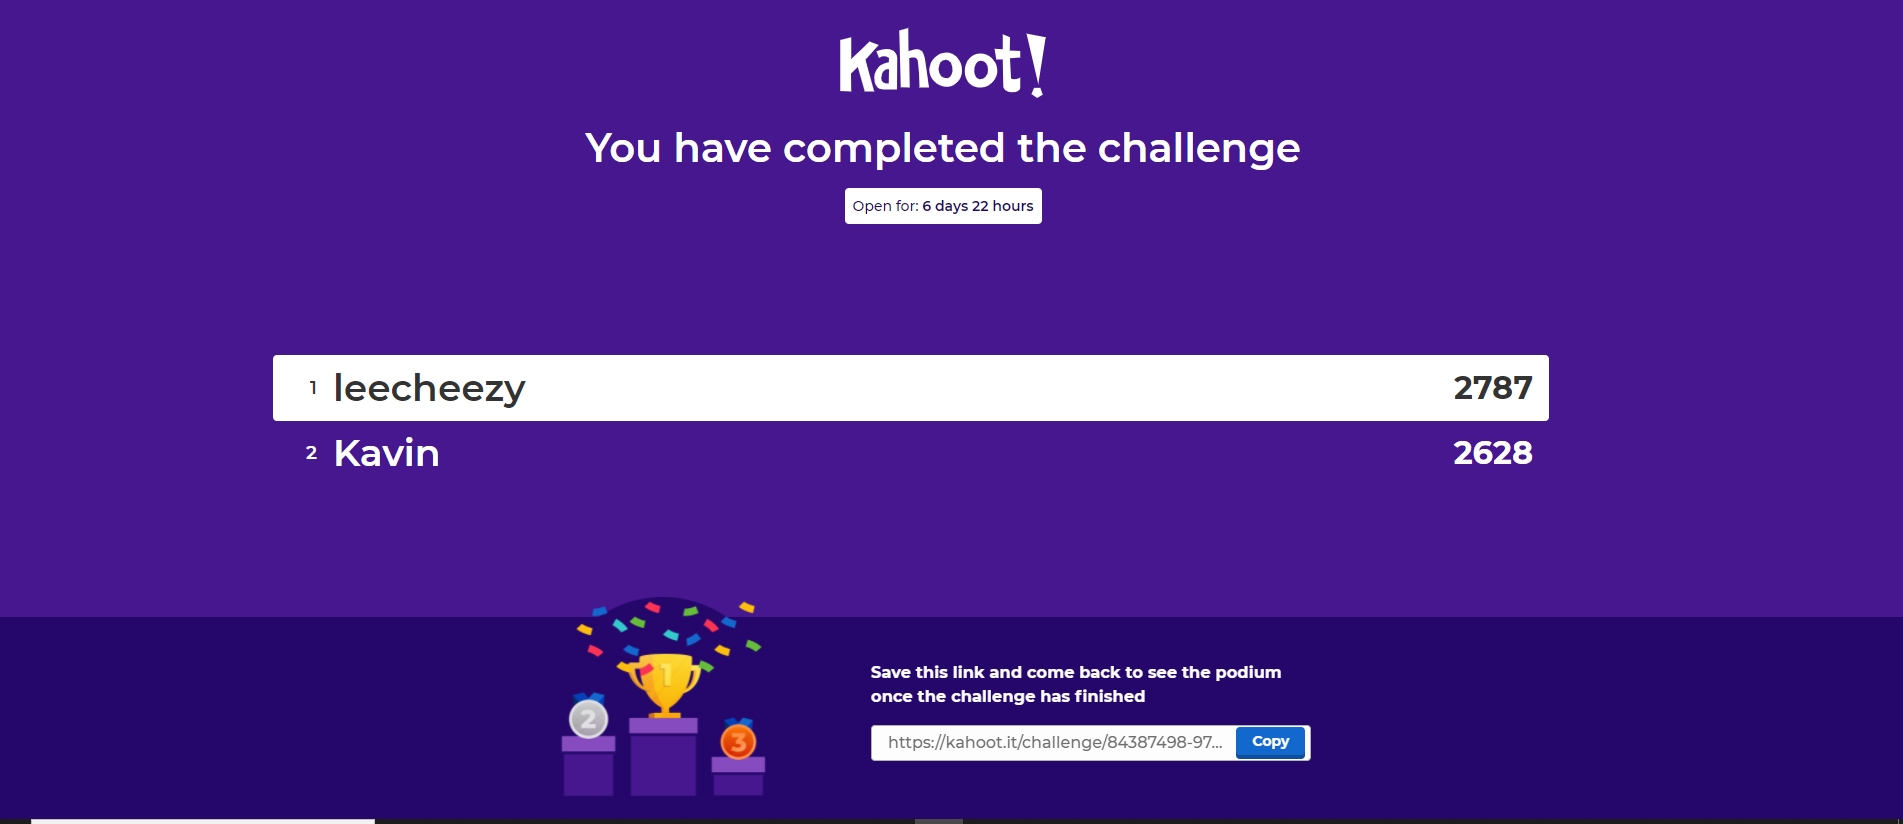 Kahoot!
You have completed the challenge
Open for: 6 days 22 hours
1 leecheezy 2787
2 Kavin 2628
1
2
3
Save this link and come back to see the podium
once the challenge has finished
https://kahoot.it/challenge/84387498-97... Copy